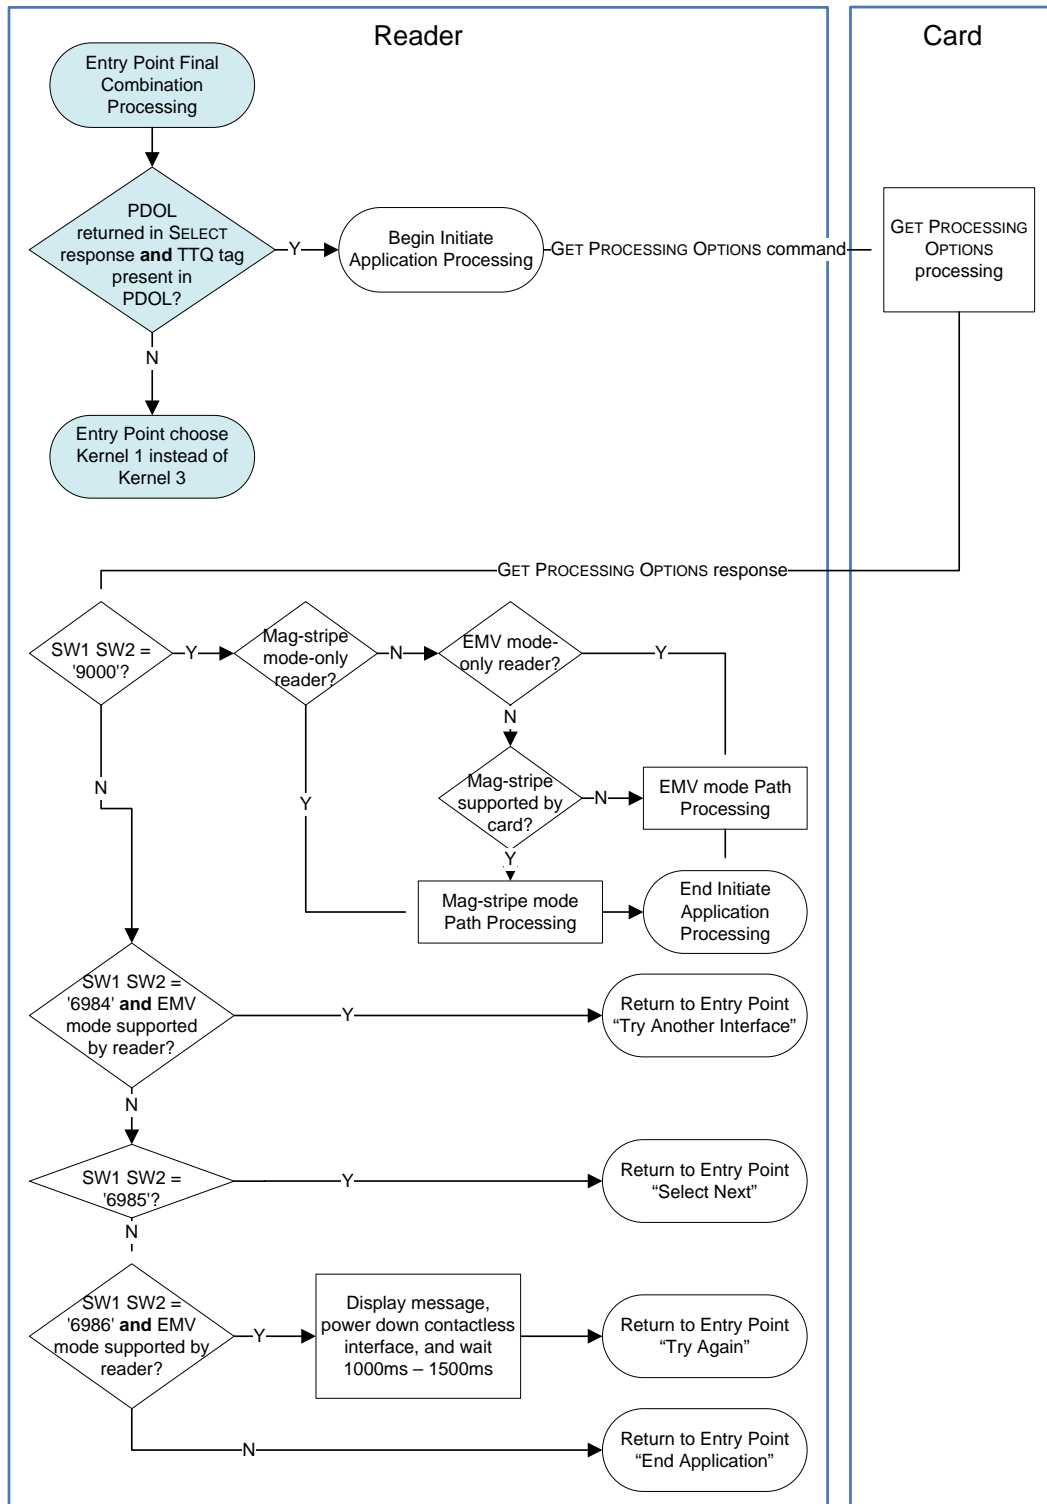 Reader
Card
Entry Point Final
Combination
Processing
PDOL
returned in SELECT
response and TTQ tag
present in
PDOL?
Y
Begin Initiate
Application Processing
GET PROCESSING OPTIONS command
GET PROCESSING
OPTIONS
processing
N
Entry Point choose
Kernel 1 instead of
Kernel 3
GET PROCESSING OPTIONS response
SW1 SW2 =
'9000'?
Y
Mag-stripe
mode-only
reader?
N
EMV mode-
only reader?
Y
N
N
Y
Mag-stripe
supported by
card?
N
EMV mode Path
Processing
Y
Mag-stripe mode
Path Processing
End Initiate
Application
Processing
SW1 SW2 =
'6984' and EMV
mode supported
by reader?
Y
Return to Entry Point
“Try Another Interface”
N
SW1 SW2 =
'6985'?
Y
Return to Entry Point
“Select Next”
N
SW1 SW2 =
'6986' and EMV
mode supported by
reader?
Y
Display message,
power down contactless
interface, and wait
1000ms – 1500ms
Return to Entry Point
“Try Again”
N
Return to Entry Point
“End Application”